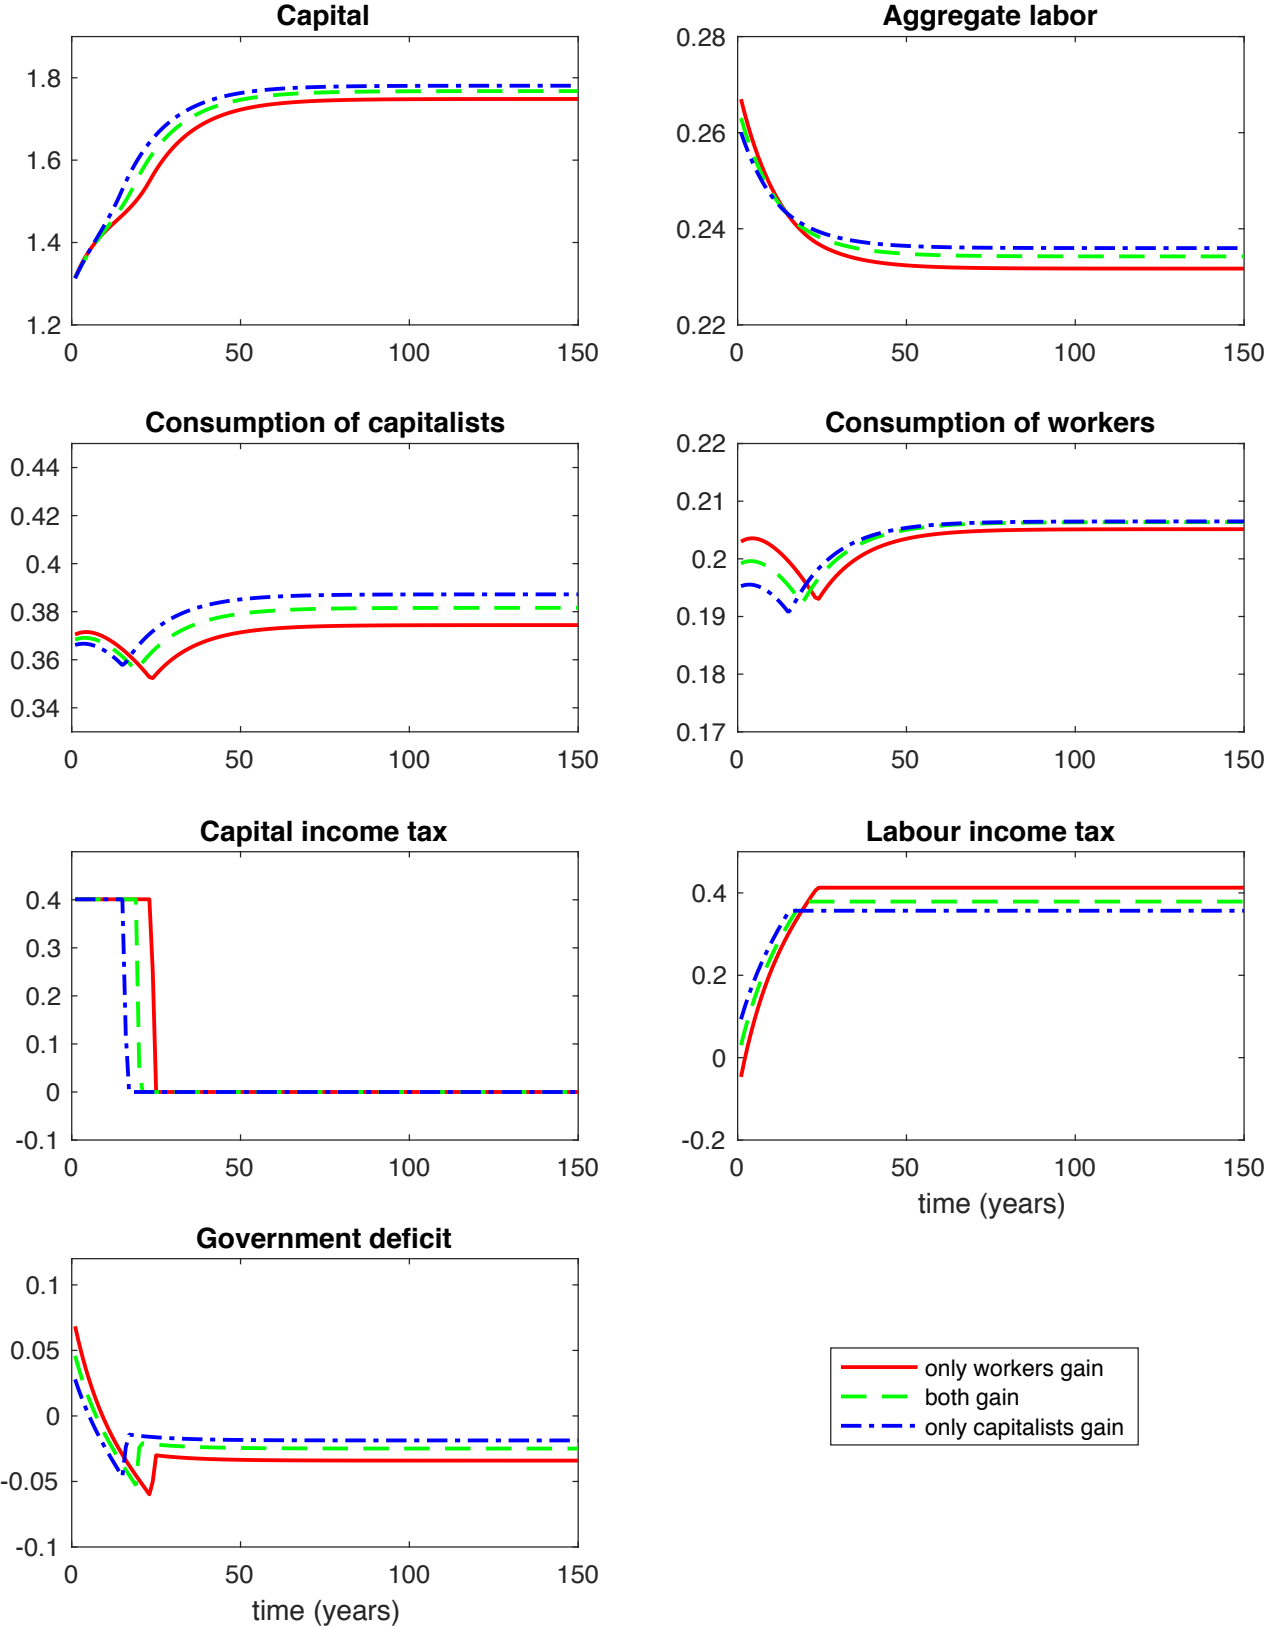 Capital
1.8
1.6
1.4
1.2
0 50 100 150
Aggregate labor
0.28
0.26
0.24
0.22
0 50 100 150
Consumption of capitalists
0.44
0.42
0.4
0.38
0.36
0.34
0 50 100 150
Consumption of workers
0.22
0.21
0.2
0.19
0.18
0.17
0 50 100 150
Capital income tax
0.4
0.3
0.2
0.1
0
-0.1
0 50 100 150
Labour income tax
0.4
0.2
0
-0.2
0 50 100 150
time (years)
Government deficit
0.1
0.05
0
-0.05
-0.1
0 50 100 150
time (years)
only workers gain
both gain
only capitalists gain